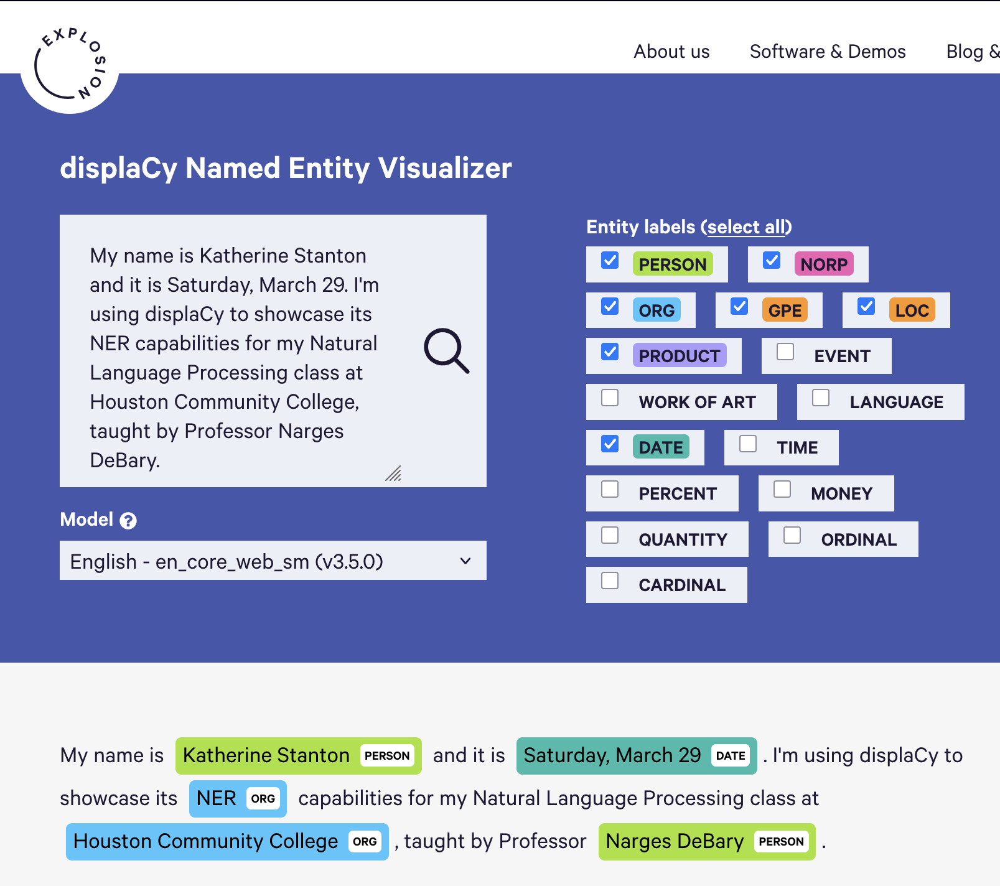 EXPLOSION
About us Software & Demos Blog &
displaCy Named Entity Visualizer
My name is Katherine Stanton
and it is Saturday, March 29. I'm
using displaCy to showcase its
NER capabilities for my Natural
Language Processing class at
Houston Community College,
taught by Professor Narges
DeBary.
Model ?
English - en_core_web_sm (v3.5.0)
Entity labels (select all)
PERSON NORP
ORG GPE LOC
PRODUCT EVENT
WORK OF ART LANGUAGE
DATE TIME
PERCENT MONEY
QUANTITY ORDINAL
CARDINAL
My name is Katherine Stanton PERSON and it is Saturday, March 29 DATE . I'm using displaCy to
showcase its NER ORG capabilities for my Natural Language Processing class at
Houston Community College ORG , taught by Professor Narges DeBary PERSON .